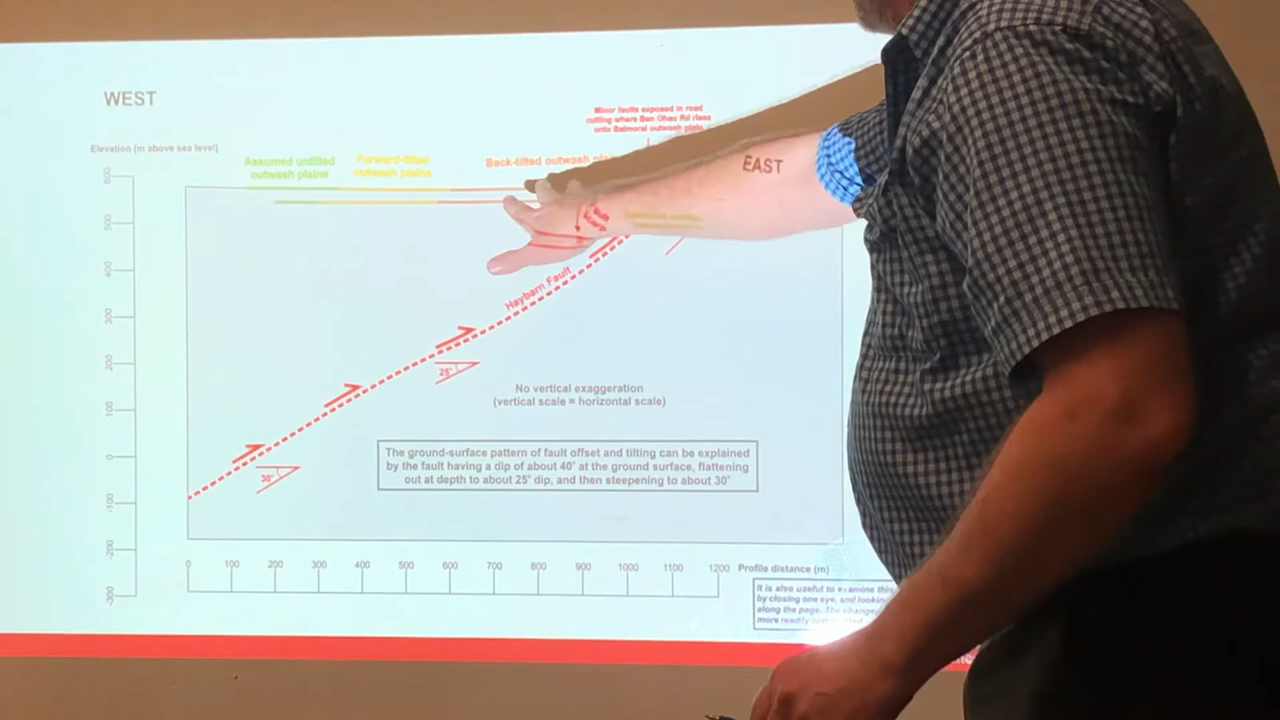 WEST
Minor faults exposed in road
cutting where Ben Ohau Rd rises
onto Balmoral outwash plain
Elevation (m above sea level)
Assumed untilted
outwash plains
Forward-tilted
outwash plains
Back-tilted outwash plains
EAST
600
500
400
300
200
100
0
-100
-200
-300
Haybarn Fault
25°
30°
No vertical exaggeration
(vertical scale = horizontal scale)
The ground-surface pattern of fault offset and tilting can be explained
by the fault having a dip of about 40° at the ground surface, flattening
out at depth to about 25° dip, and then steepening to about 30°
0 100 200 300 400 500 600 700 800 900 1000 1100 1200 Profile distance (m)
It is also useful to examine this
by closing one eye, and looking
along the page. The changed
more readily